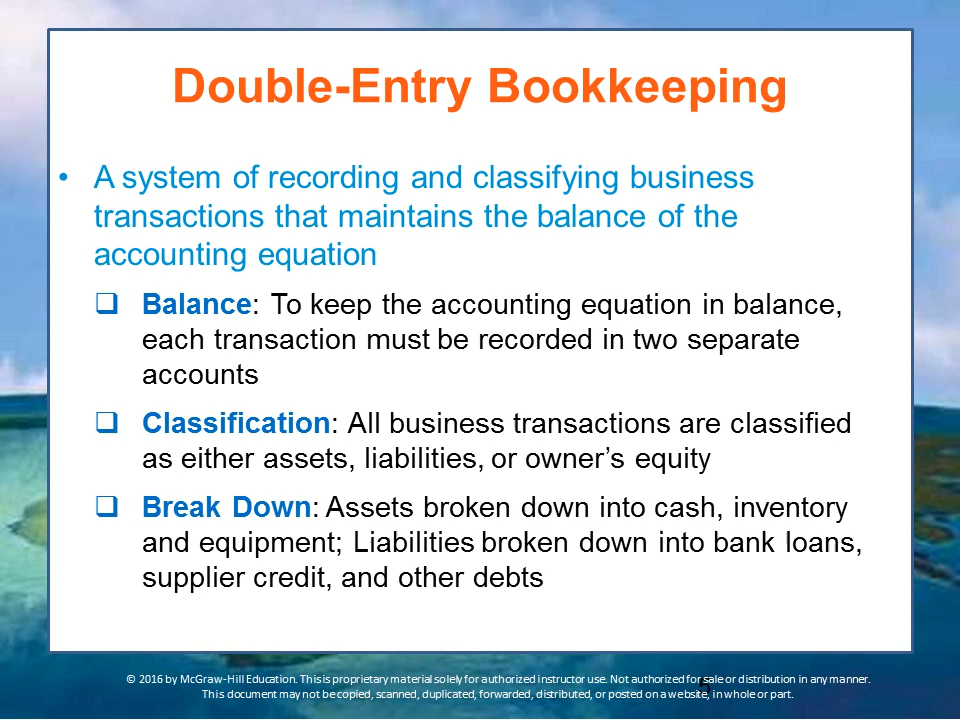 Double-Entry Bookkeeping
• A system of recording and classifying business
transactions that maintains the balance of the
accounting equation
❑ Balance: To keep the accounting equation in balance,
each transaction must be recorded in two separate
accounts
❑ Classification: All business transactions are classified
as either assets, liabilities, or owner’s equity
❑ Break Down: Assets broken down into cash, inventory
and equipment; Liabilities broken down into bank loans,
supplier credit, and other debts
© 2016 by McGraw-Hill Education. This is proprietary material solely for authorized instructor use. Not authorized for sale or distribution in any manner.
This document may not be copied, scanned, duplicated, forwarded, distributed, or posted on a website, in whole or part.
5